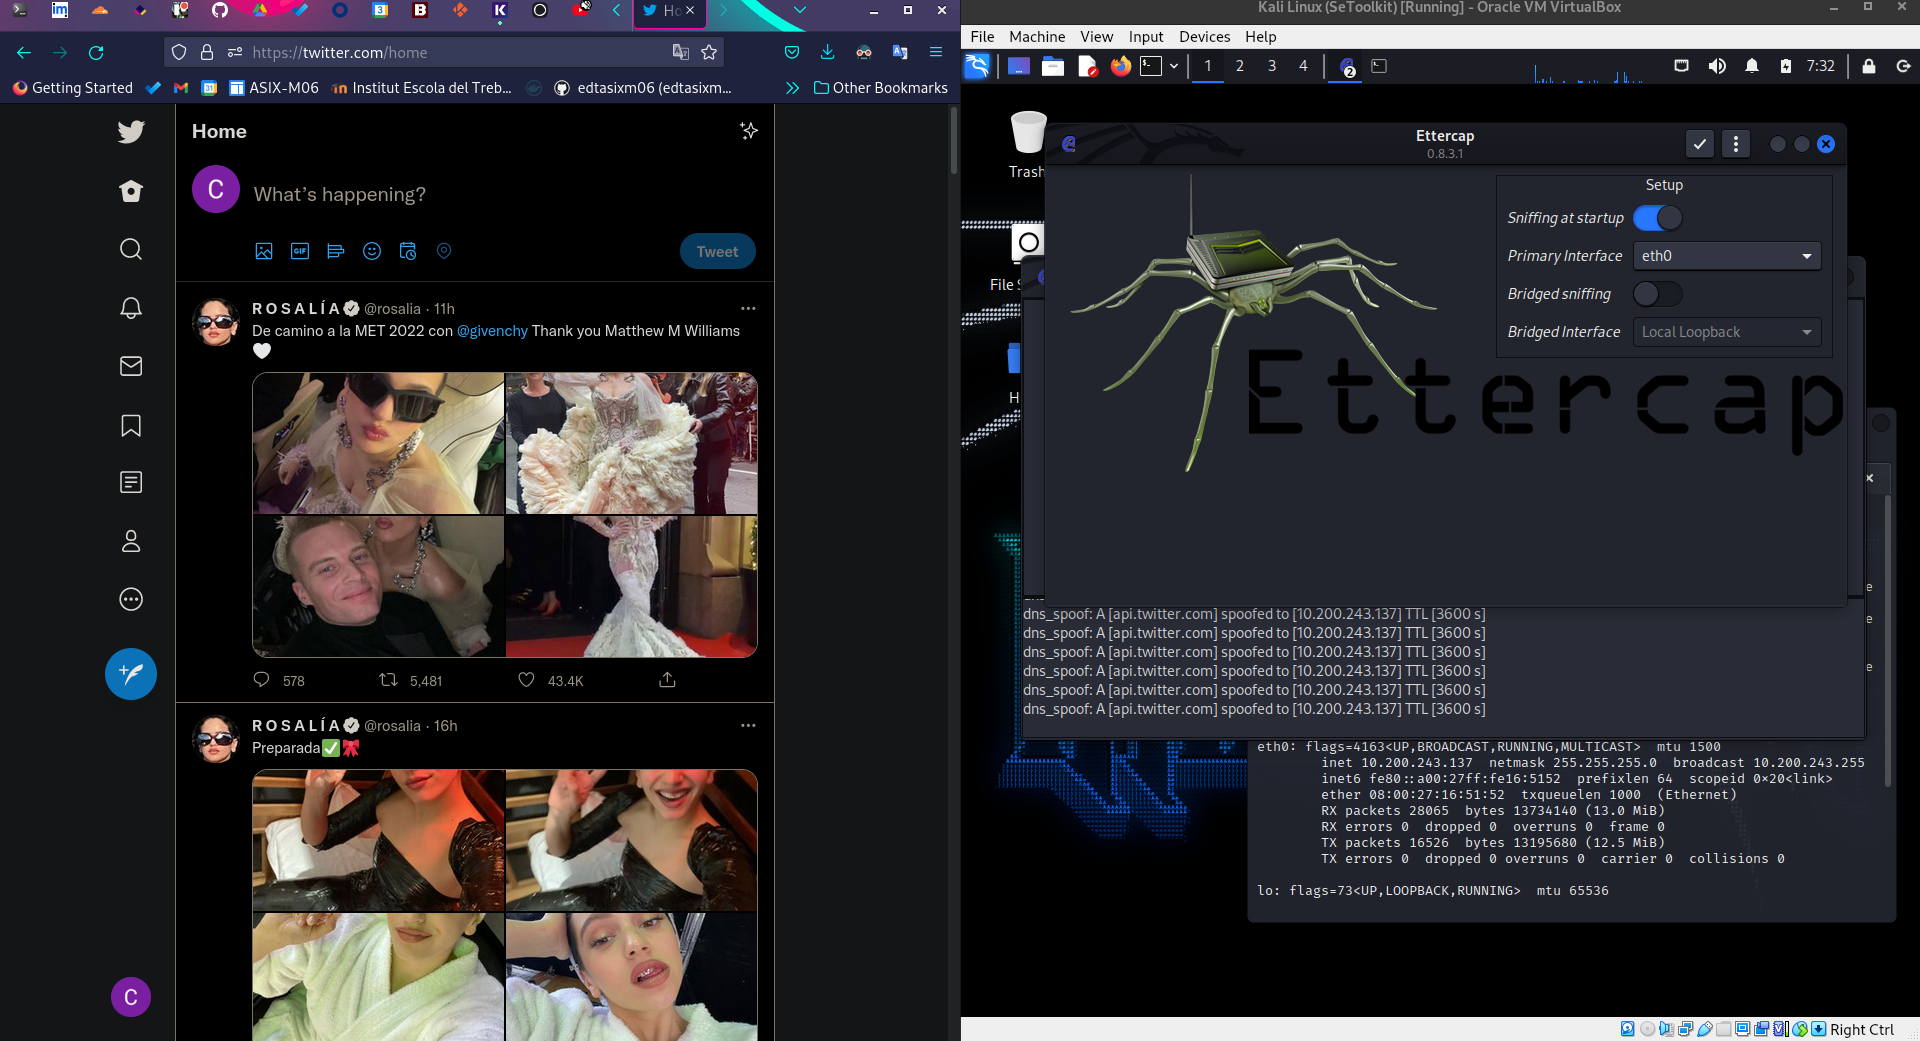 Ho
https://twitter.com/home
Getting Started
ASIX-M06
Institut Escola del Treb...
edtasixm06 (edtasixm...
Other Bookmarks
Home
C
What's happening?
GIF
Tweet
ROSALÍA @rosalia · 11h
De camino a la MET 2022 con @givenchy Thank you Matthew M Williams
578
5,481
43.4K
ROSALÍA @rosalia · 16h
Preparada
C
Kali Linux (SeToolkit) [Running] - Oracle VM VirtualBox
File Machine View Input Devices Help
1 2 3 4
2
7:32
Trash
File S
H
Ettercap
0.8.3.1
Setup
Sniffing at startup
Primary Interface
eth0
Bridged sniffing
Bridged Interface
Local Loopback
Ettercap
dns_spoof: A [api.twitter.com] spoofed to [10.200.243.137] TTL [3600 s]
dns_spoof: A [api.twitter.com] spoofed to [10.200.243.137] TTL [3600 s]
dns_spoof: A [api.twitter.com] spoofed to [10.200.243.137] TTL [3600 s]
dns_spoof: A [api.twitter.com] spoofed to [10.200.243.137] TTL [3600 s]
dns_spoof: A [api.twitter.com] spoofed to [10.200.243.137] TTL [3600 s]
dns_spoof: A [api.twitter.com] spoofed to [10.200.243.137] TTL [3600 s]
eth0: flags=4163<UP,BROADCAST,RUNNING,MULTICAST> mtu 1500
inet 10.200.243.137 netmask 255.255.255.0 broadcast 10.200.243.255
inet6 fe80::a00:27ff:fe16:5152 prefixlen 64 scopeid 0×20<link>
ether 08:00:27:16:51:52 txqueuelen 1000 (Ethernet)
RX packets 28065 bytes 13734140 (13.0 MiB)
RX errors 0 dropped 0 overruns 0 frame 0
TX packets 16526 bytes 13195680 (12.5 MiB)
TX errors 0 dropped 0 overruns 0 carrier 0 collisions 0
lo: flags=73<UP,LOOPBACK,RUNNING> mtu 65536
Right Ctrl